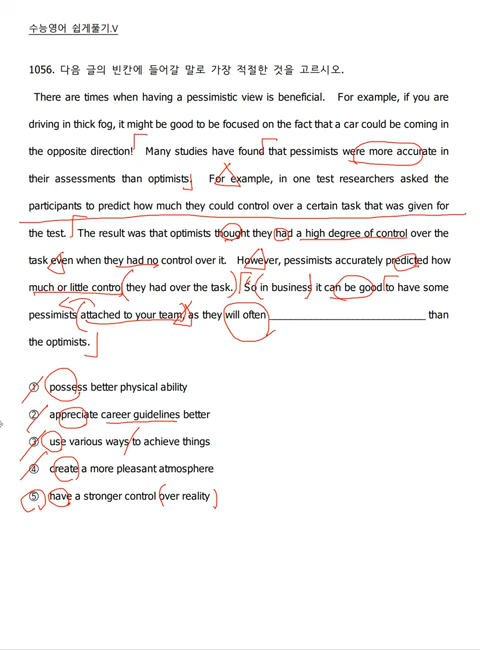 수능영어 쉽게풀기.V
1056. 다음 글의 빈칸에 들어갈 말로 가장 적절한 것을 고르시오.
There are times when having a pessimistic view is beneficial. For example, if you are
driving in thick fog, it might be good to be focused on the fact that a car could be coming in
the opposite direction! Many studies have found that pessimists were more accurate in
their assessments than optimists. For example, in one test researchers asked the
participants to predict how much they could control over a certain task that was given for
the test. The result was that optimists thought they had a high degree of control over the
task even when they had no control over it. However, pessimists accurately predicted how
much or little control they had over the task. So in business it can be good to have some
pessimists attached to your team, as they will often ______________________________ than
the optimists.
① possess better physical ability
② appreciate career guidelines better
③ use various ways to achieve things
④ create a more pleasant atmosphere
⑤ have a stronger control over reality